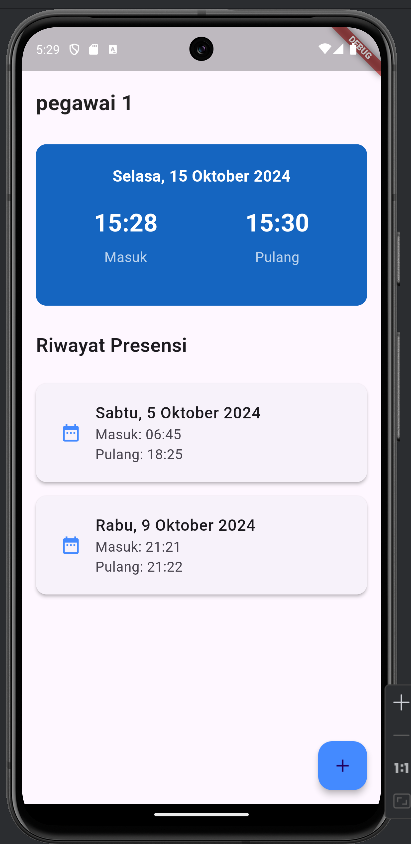 5:29
DEBUG
pegawai 1
Selasa, 15 Oktober 2024
15:28 15:30
Masuk Pulang
Riwayat Presensi
Sabtu, 5 Oktober 2024
Masuk: 06:45
Pulang: 18:25
Rabu, 9 Oktober 2024
Masuk: 21:21
Pulang: 21:22
+
+
1:1